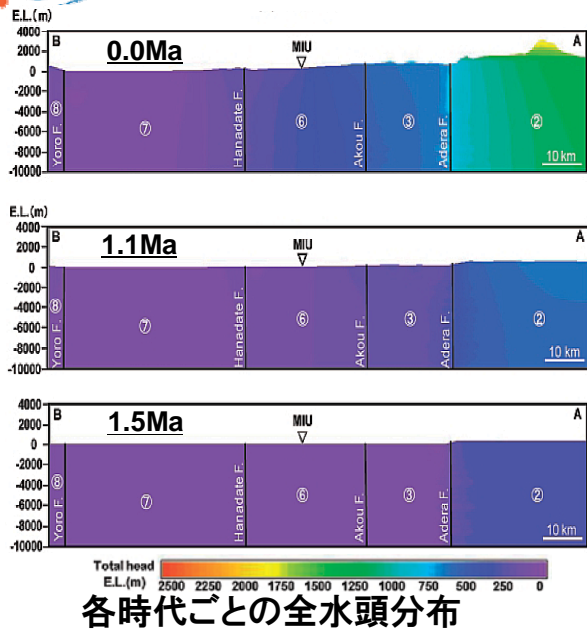 E.L.(m)
4000
2000
0
-2000
-4000
-6000
-8000
-10000
B
0.0Ma
MIU
A
⑧
Yoro F.
⑦
Hanadate F.
⑥
Akou F.
③
Adera F.
②
10 km
E.L.(m)
4000
2000
0
-2000
-4000
-6000
-8000
-10000
B
1.1Ma
MIU
A
⑧
Yoro F.
⑦
Hanadate F.
⑥
Akou F.
③
Adera F.
②
10 km
4000
2000
0
-2000
-4000
-6000
-8000
-10000
B
1.5Ma
MIU
A
⑧
Yoro F.
⑦
Hanadate F.
⑥
Akou F.
③
Adera F.
②
10 km
Total head
E.L.(m)
2500 2250 2000 1750 1500 1250 1000 750 500 250 0
各時代ごとの全水頭分布